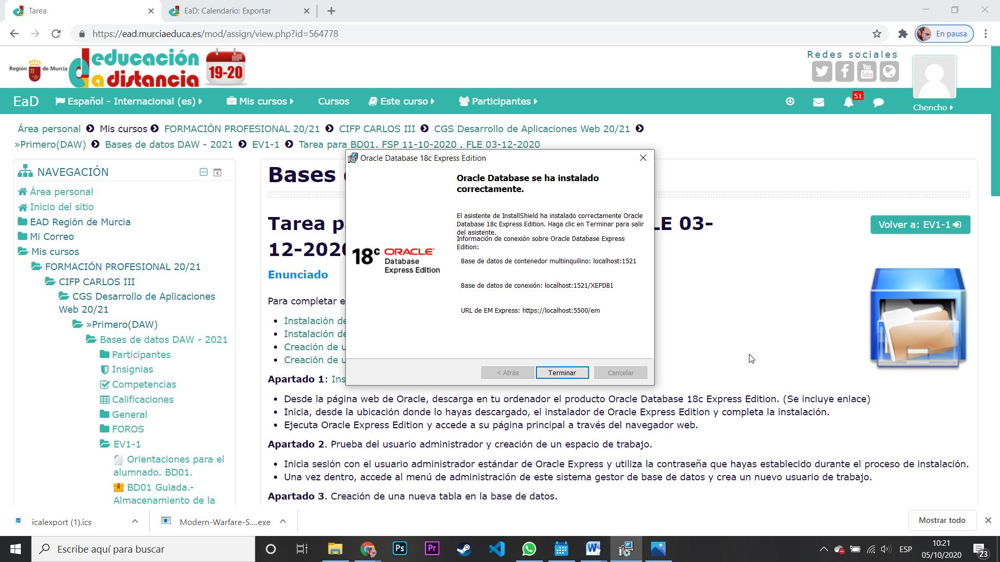 Tarea
EaD: Calendario: Exportar
https://ead.murciaeduca.es/mod/assign/view.php?id=564778
En pausa
Región de Murcia
educación
a distancia
19-20
Redes sociales
You
Tube
EaD
Español - Internacional (es)
Mis cursos
Cursos
Este curso
Participantes
51
Chencho
Área personal
Mis cursos
FORMACIÓN PROFESIONAL 20/21
CIFP CARLOS III
CGS Desarrollo de Aplicaciones Web 20/21
»Primero(DAW)
Bases de datos DAW - 2021
EV1-1
Tarea para BD01. FSP 11-10-2020 . FLE 03-12-2020
NAVEGACIÓN
Área personal
Inicio del sitio
EAD Región de Murcia
Mi Correo
Mis cursos
FORMACIÓN PROFESIONAL 20/21
CIFP CARLOS III
CGS Desarrollo de Aplicaciones
Web 20/21
»Primero(DAW)
Bases de datos DAW - 2021
Participantes
Insignias
Competencias
Calificaciones
General
FOROS
EV1-1
Orientaciones para el
alumnado. BD01.
BD01 Guiada.-
Almacenamiento de la
Bases
Tarea p
LE 03-
12-2020
Volver a: EV1-1
Enunciado
Para completar e
Instalación de
Instalación de
Creación de u
Creación de u
Apartado 1: Ins
Desde la página web de Oracle, descarga en tu ordenador el producto Oracle Database 18c Express Edition. (Se incluye enlace)
Inicia, desde la ubicación donde lo hayas descargado, el instalador de Oracle Express Edition y completa la instalación.
Ejecuta Oracle Express Edition y accede a su página principal a través del navegador web.
Apartado 2. Prueba del usuario administrador y creación de un espacio de trabajo.
Inicia sesión con el usuario administrador estándar de Oracle Express y utiliza la contraseña que hayas establecido durante el proceso de instalación.
Una vez dentro, accede al menú de administración de este sistema gestor de base de datos y crea un nuevo usuario de trabajo.
Apartado 3. Creación de una nueva tabla en la base de datos.
Oracle Database 18c Express Edition
Oracle Database se ha instalado
correctamente.
El asistente de InstallShield ha instalado correctamente Oracle
Database 18c Express Edition. Haga clic en Terminar para salir
del asistente.
Información de conexión sobre Oracle Database Express
Edition:
Base de datos de contenedor multiinquilino: localhost:1521
Base de datos de conexión: localhost:1521/XEPDB1
URL de EM Express: https://localhost:5500/em
18c ORACLE
Database
Express Edition
< Atrás
Terminar
Cancelar
icalexport (1).ics
Modern-Warfare-S....exe
Mostrar todo
Escribe aquí para buscar
Ps
Pr
ESP
10:21
05/10/2020
23